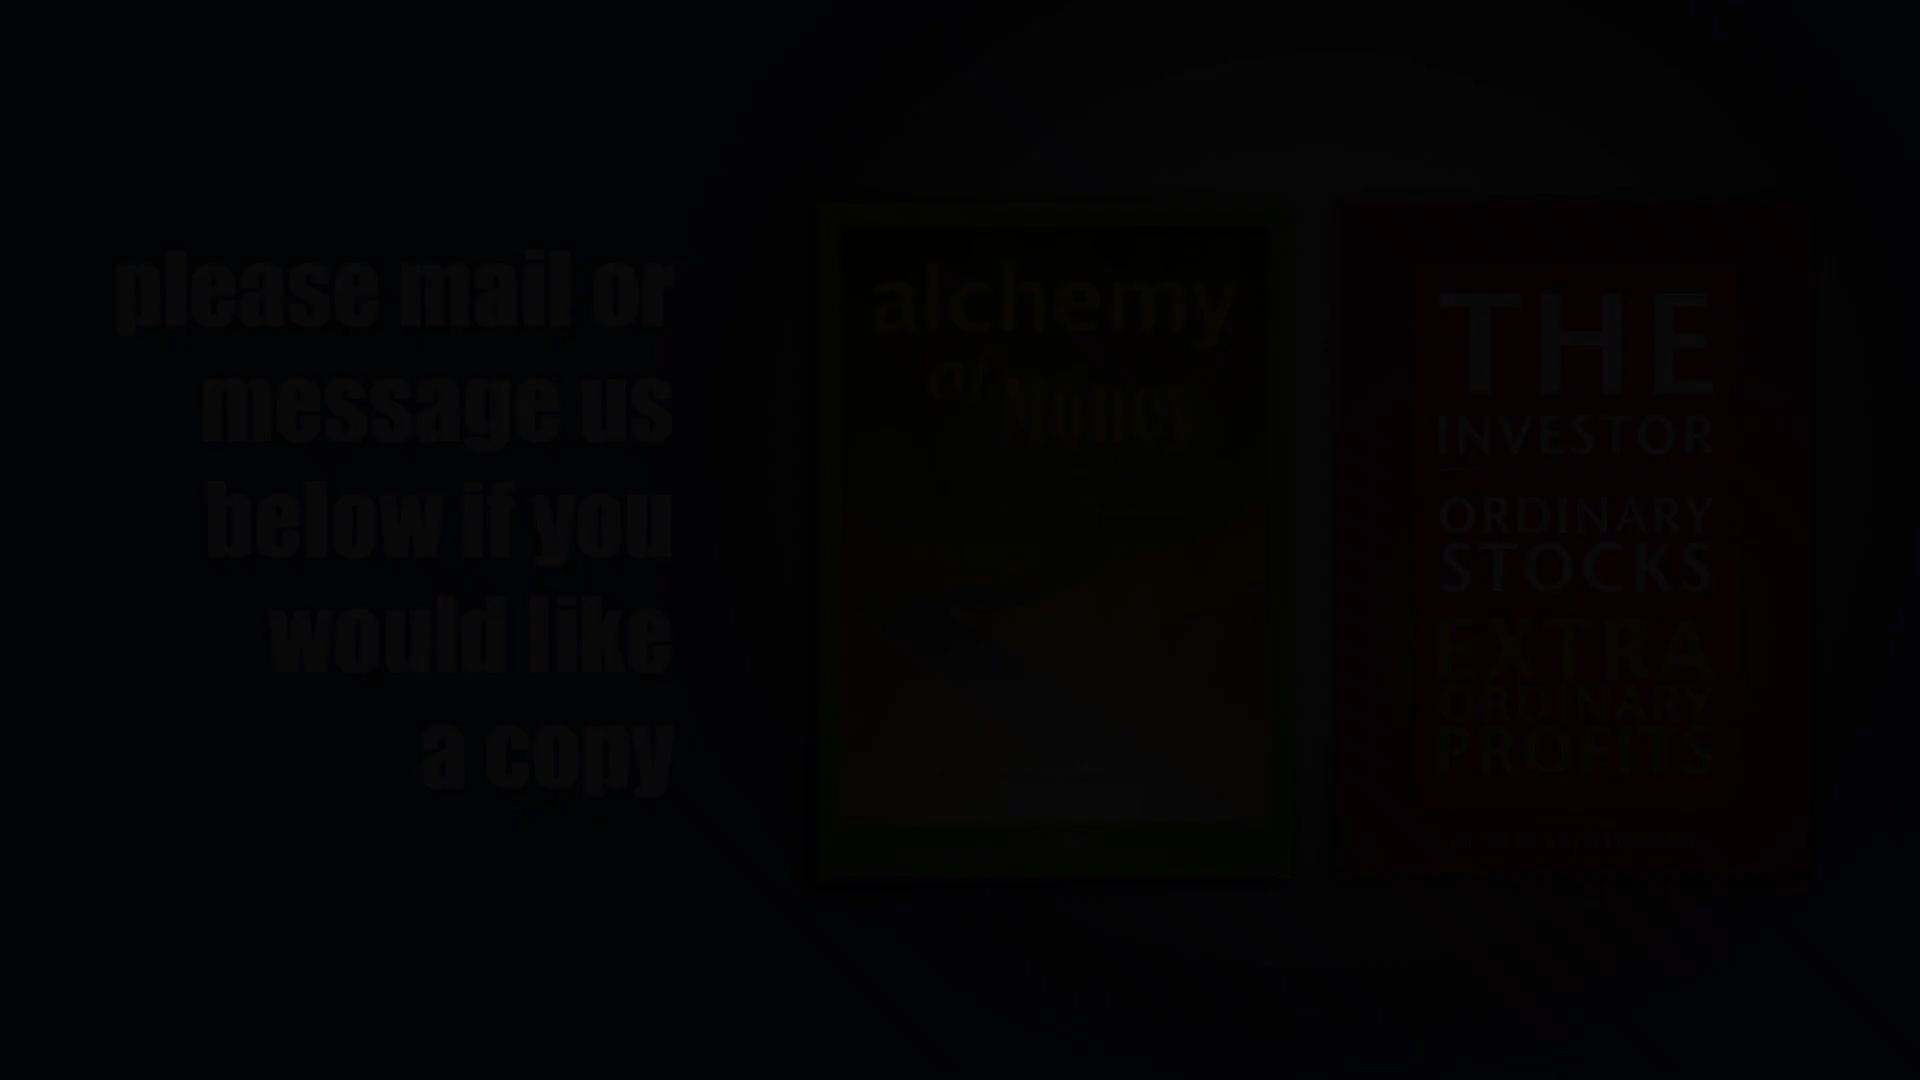 please mail or
message us
below if you
would like
a copy
alchemy
of Money
THE
INVESTOR
ORDINARY
STOCKS
EXTRA
ORDINARY
PROFITS